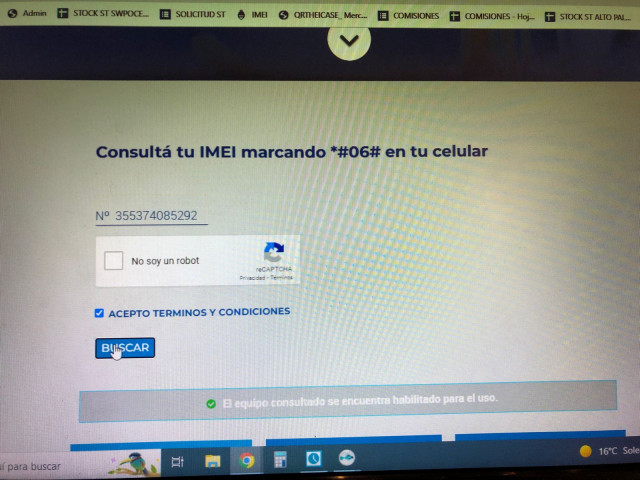 Admin STOCK ST SWPOCE... SOLICITUD ST IMEI QRTHEICASE_ Merc... COMISIONES COMISIONES - Hoj... STOCK ST ALTO PAL...
Consultá tu IMEI marcando *#06# en tu celular
Nº 355374085292
No soy un robot
reCAPTCHA
Privacidad - Términos
ACEPTO TERMINOS Y CONDICIONES
BUSCAR
El equipo consultado se encuentra habilitado para el uso.
sí para buscar
16°C Sole